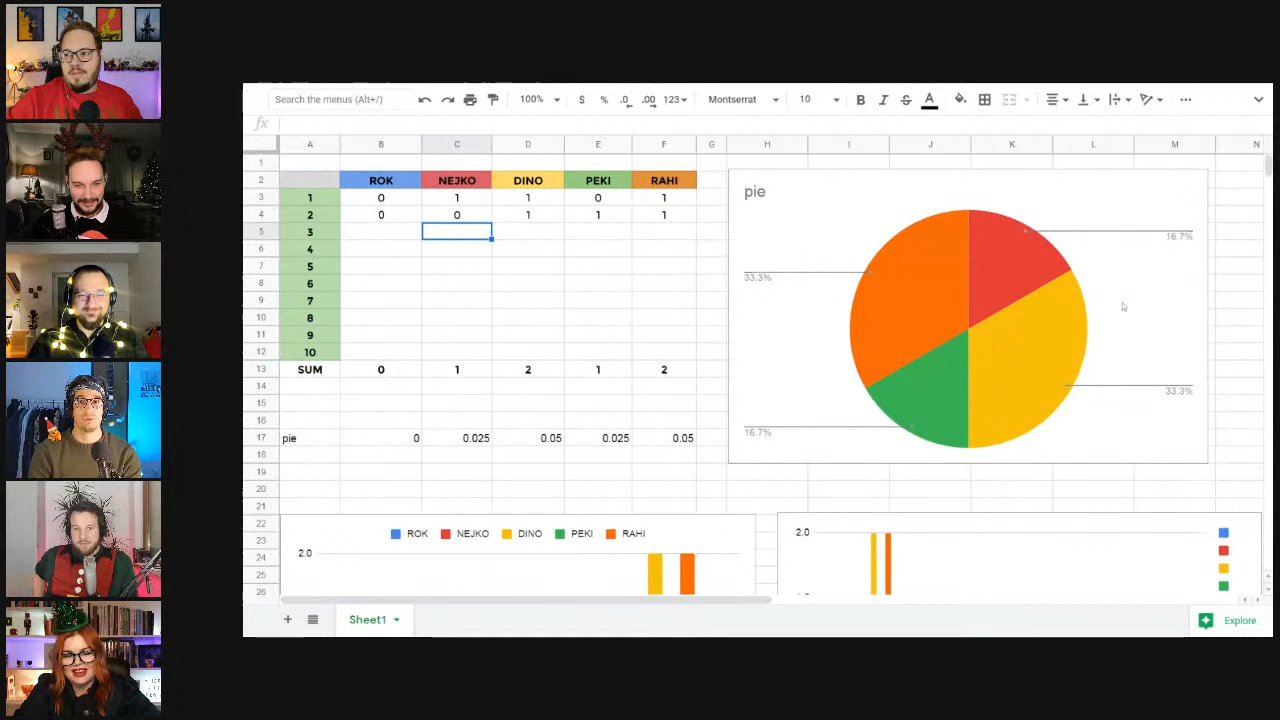 Search the menus (Alt+/)
100%
$ % .0 .00 123
Montserrat
10
B I S A
fx
A B C D E F G H I J K L M N
1
2 ROK NEJKO DINO PEKI RAHI
3 1 0 1 1 0 1
4 2 0 0 1 1 1
5 3
6 4
7 5
8 6
9 7
10 8
11 9
12 10
13 SUM 0 1 2 1 2
14
15
16
17 pie 0 0.025 0.05 0.025 0.05
18
19
20
21
22
23
24
25
26
pie
16.7%
33.3%
33.3%
16.7%
ROK NEJKO DINO PEKI RAHI
2.0
2.0
Sheet1
Explore